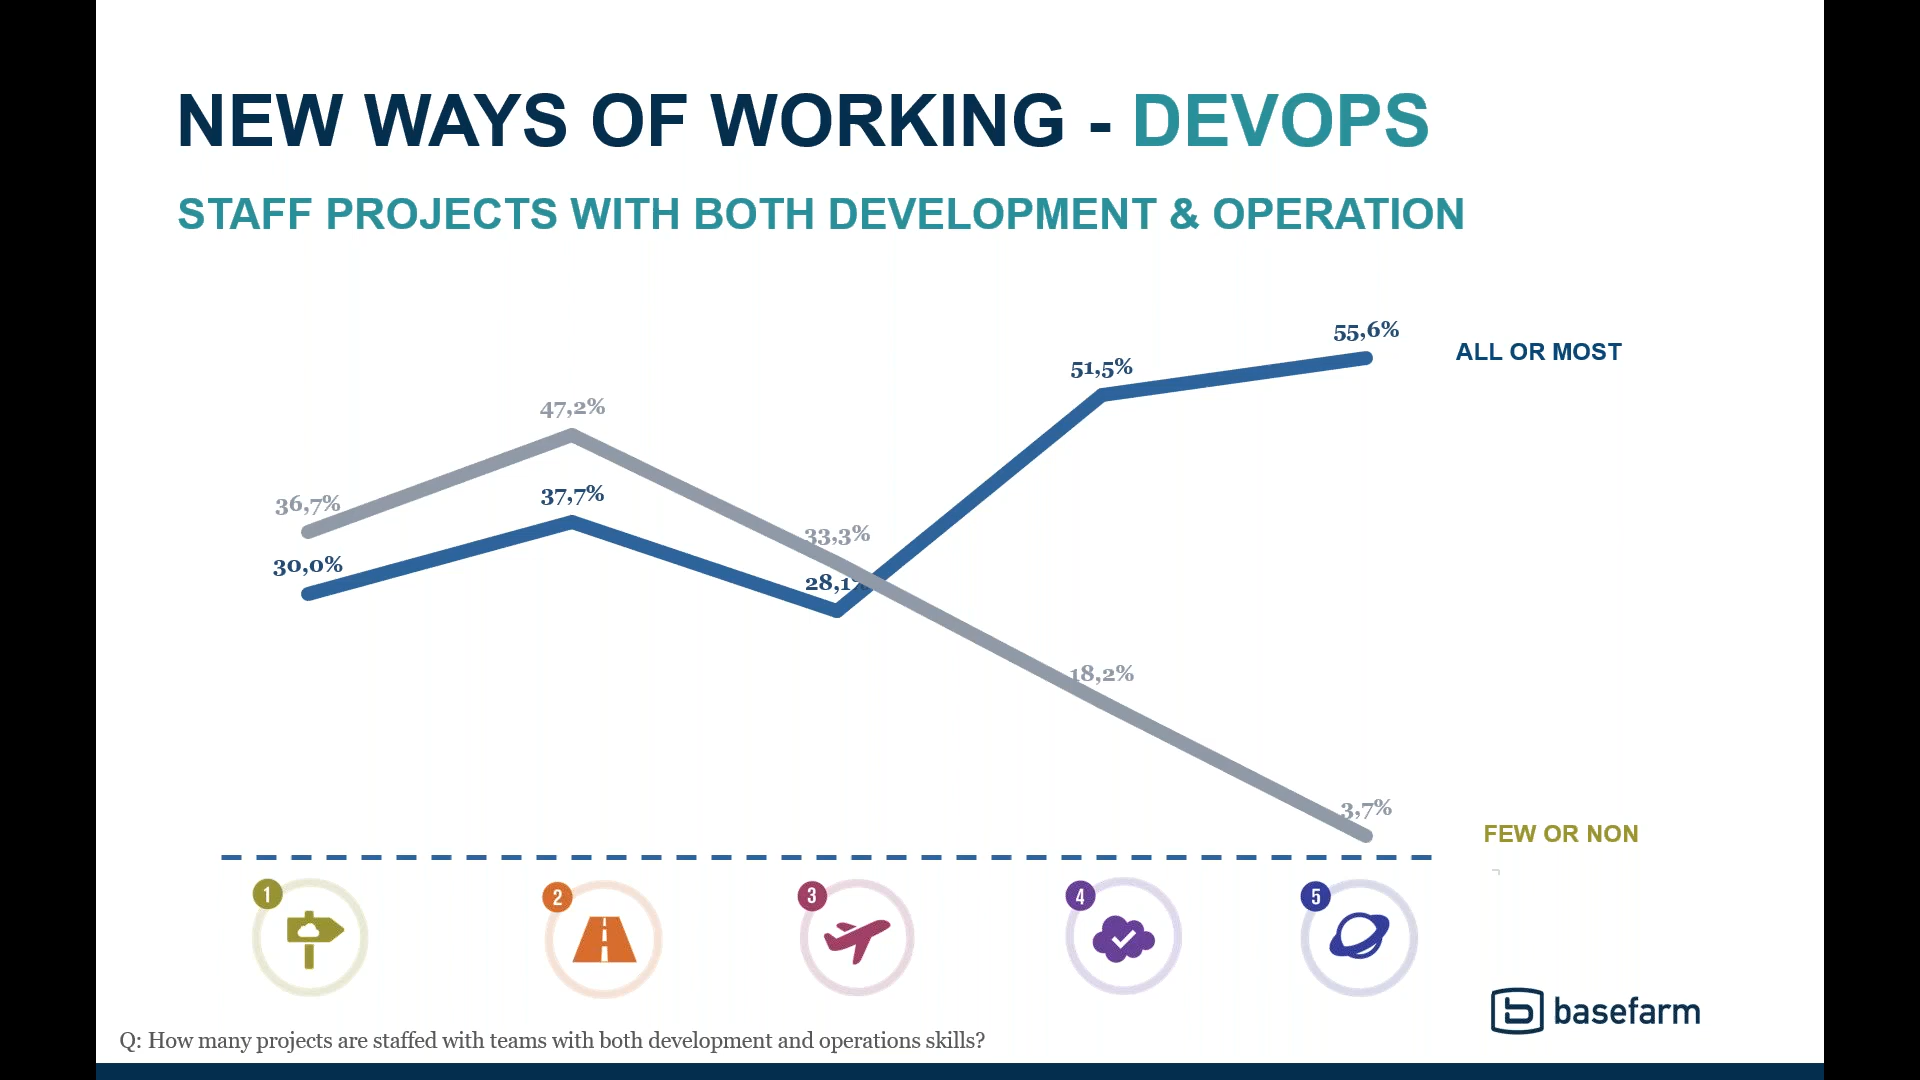 NEW WAYS OF WORKING - DEVOPS
STAFF PROJECTS WITH BOTH DEVELOPMENT & OPERATION
55,6%
ALL OR MOST
51,5%
47,2%
37,7%
36,7%
33,3%
30,0%
28,1%
18,2%
3,7%
FEW OR NON
1
2
3
4
5
basefarm
Q: How many projects are staffed with teams with both development and operations skills?